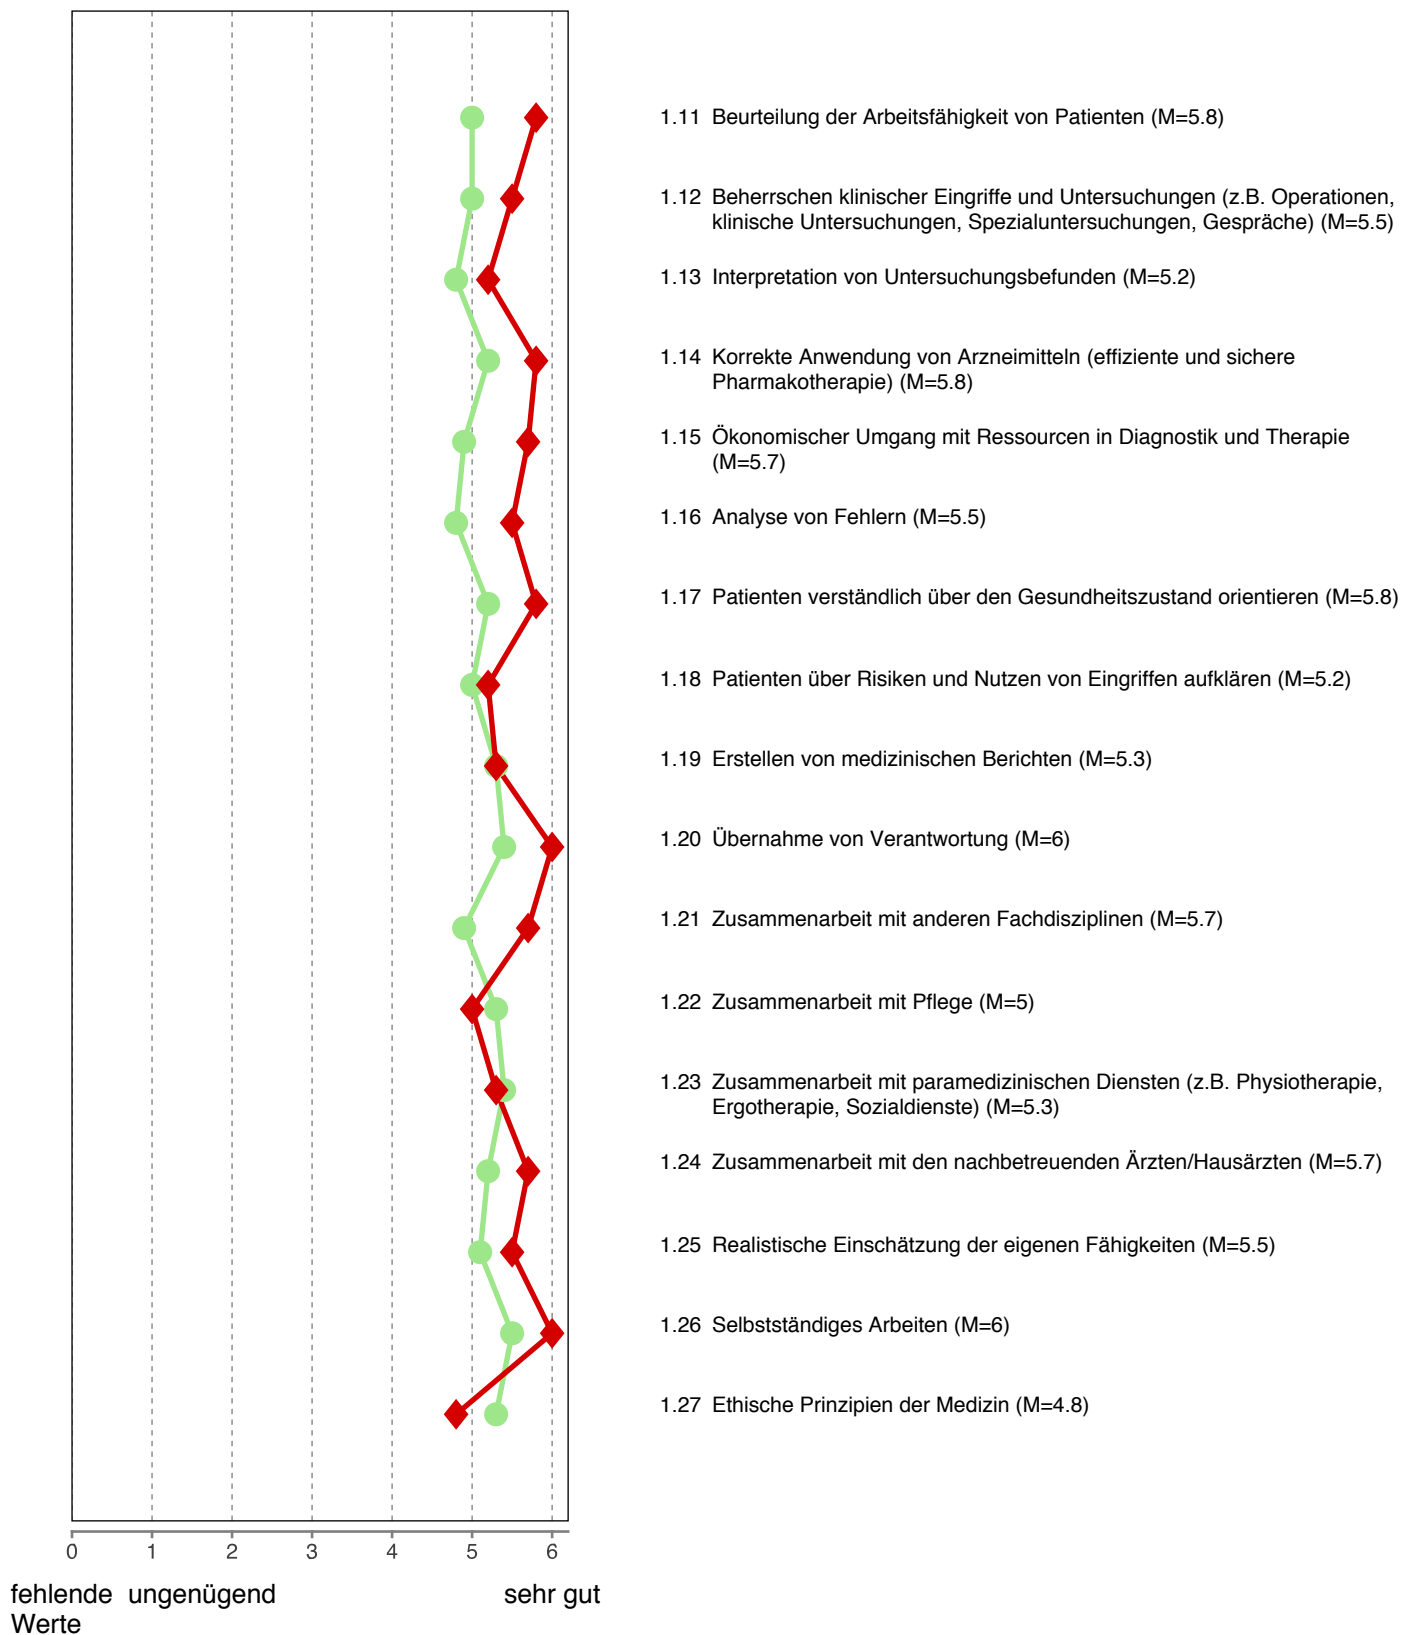 1.11 Beurteilung der Arbeitsfähigkeit von Patienten (M=5.8)
1.12 Beherrschen klinischer Eingriffe und Untersuchungen (z.B. Operationen,
klinische Untersuchungen, Spezialuntersuchungen, Gespräche) (M=5.5)
1.13 Interpretation von Untersuchungsbefunden (M=5.2)
1.14 Korrekte Anwendung von Arzneimitteln (effiziente und sichere
Pharmakotherapie) (M=5.8)
1.15 Ökonomischer Umgang mit Ressourcen in Diagnostik und Therapie
(M=5.7)
1.16 Analyse von Fehlern (M=5.5)
1.17 Patienten verständlich über den Gesundheitszustand orientieren (M=5.8)
1.18 Patienten über Risiken und Nutzen von Eingriffen aufklären (M=5.2)
1.19 Erstellen von medizinischen Berichten (M=5.3)
1.20 Übernahme von Verantwortung (M=6)
1.21 Zusammenarbeit mit anderen Fachdisziplinen (M=5.7)
1.22 Zusammenarbeit mit Pflege (M=5)
1.23 Zusammenarbeit mit paramedizinischen Diensten (z.B. Physiotherapie,
Ergotherapie, Sozialdienste) (M=5.3)
1.24 Zusammenarbeit mit den nachbetreuenden Ärzten/Hausärzten (M=5.7)
1.25 Realistische Einschätzung der eigenen Fähigkeiten (M=5.5)
1.26 Selbstständiges Arbeiten (M=6)
1.27 Ethische Prinzipien der Medizin (M=4.8)
0 1 2 3 4 5 6
fehlende ungenügend sehr gut
Werte